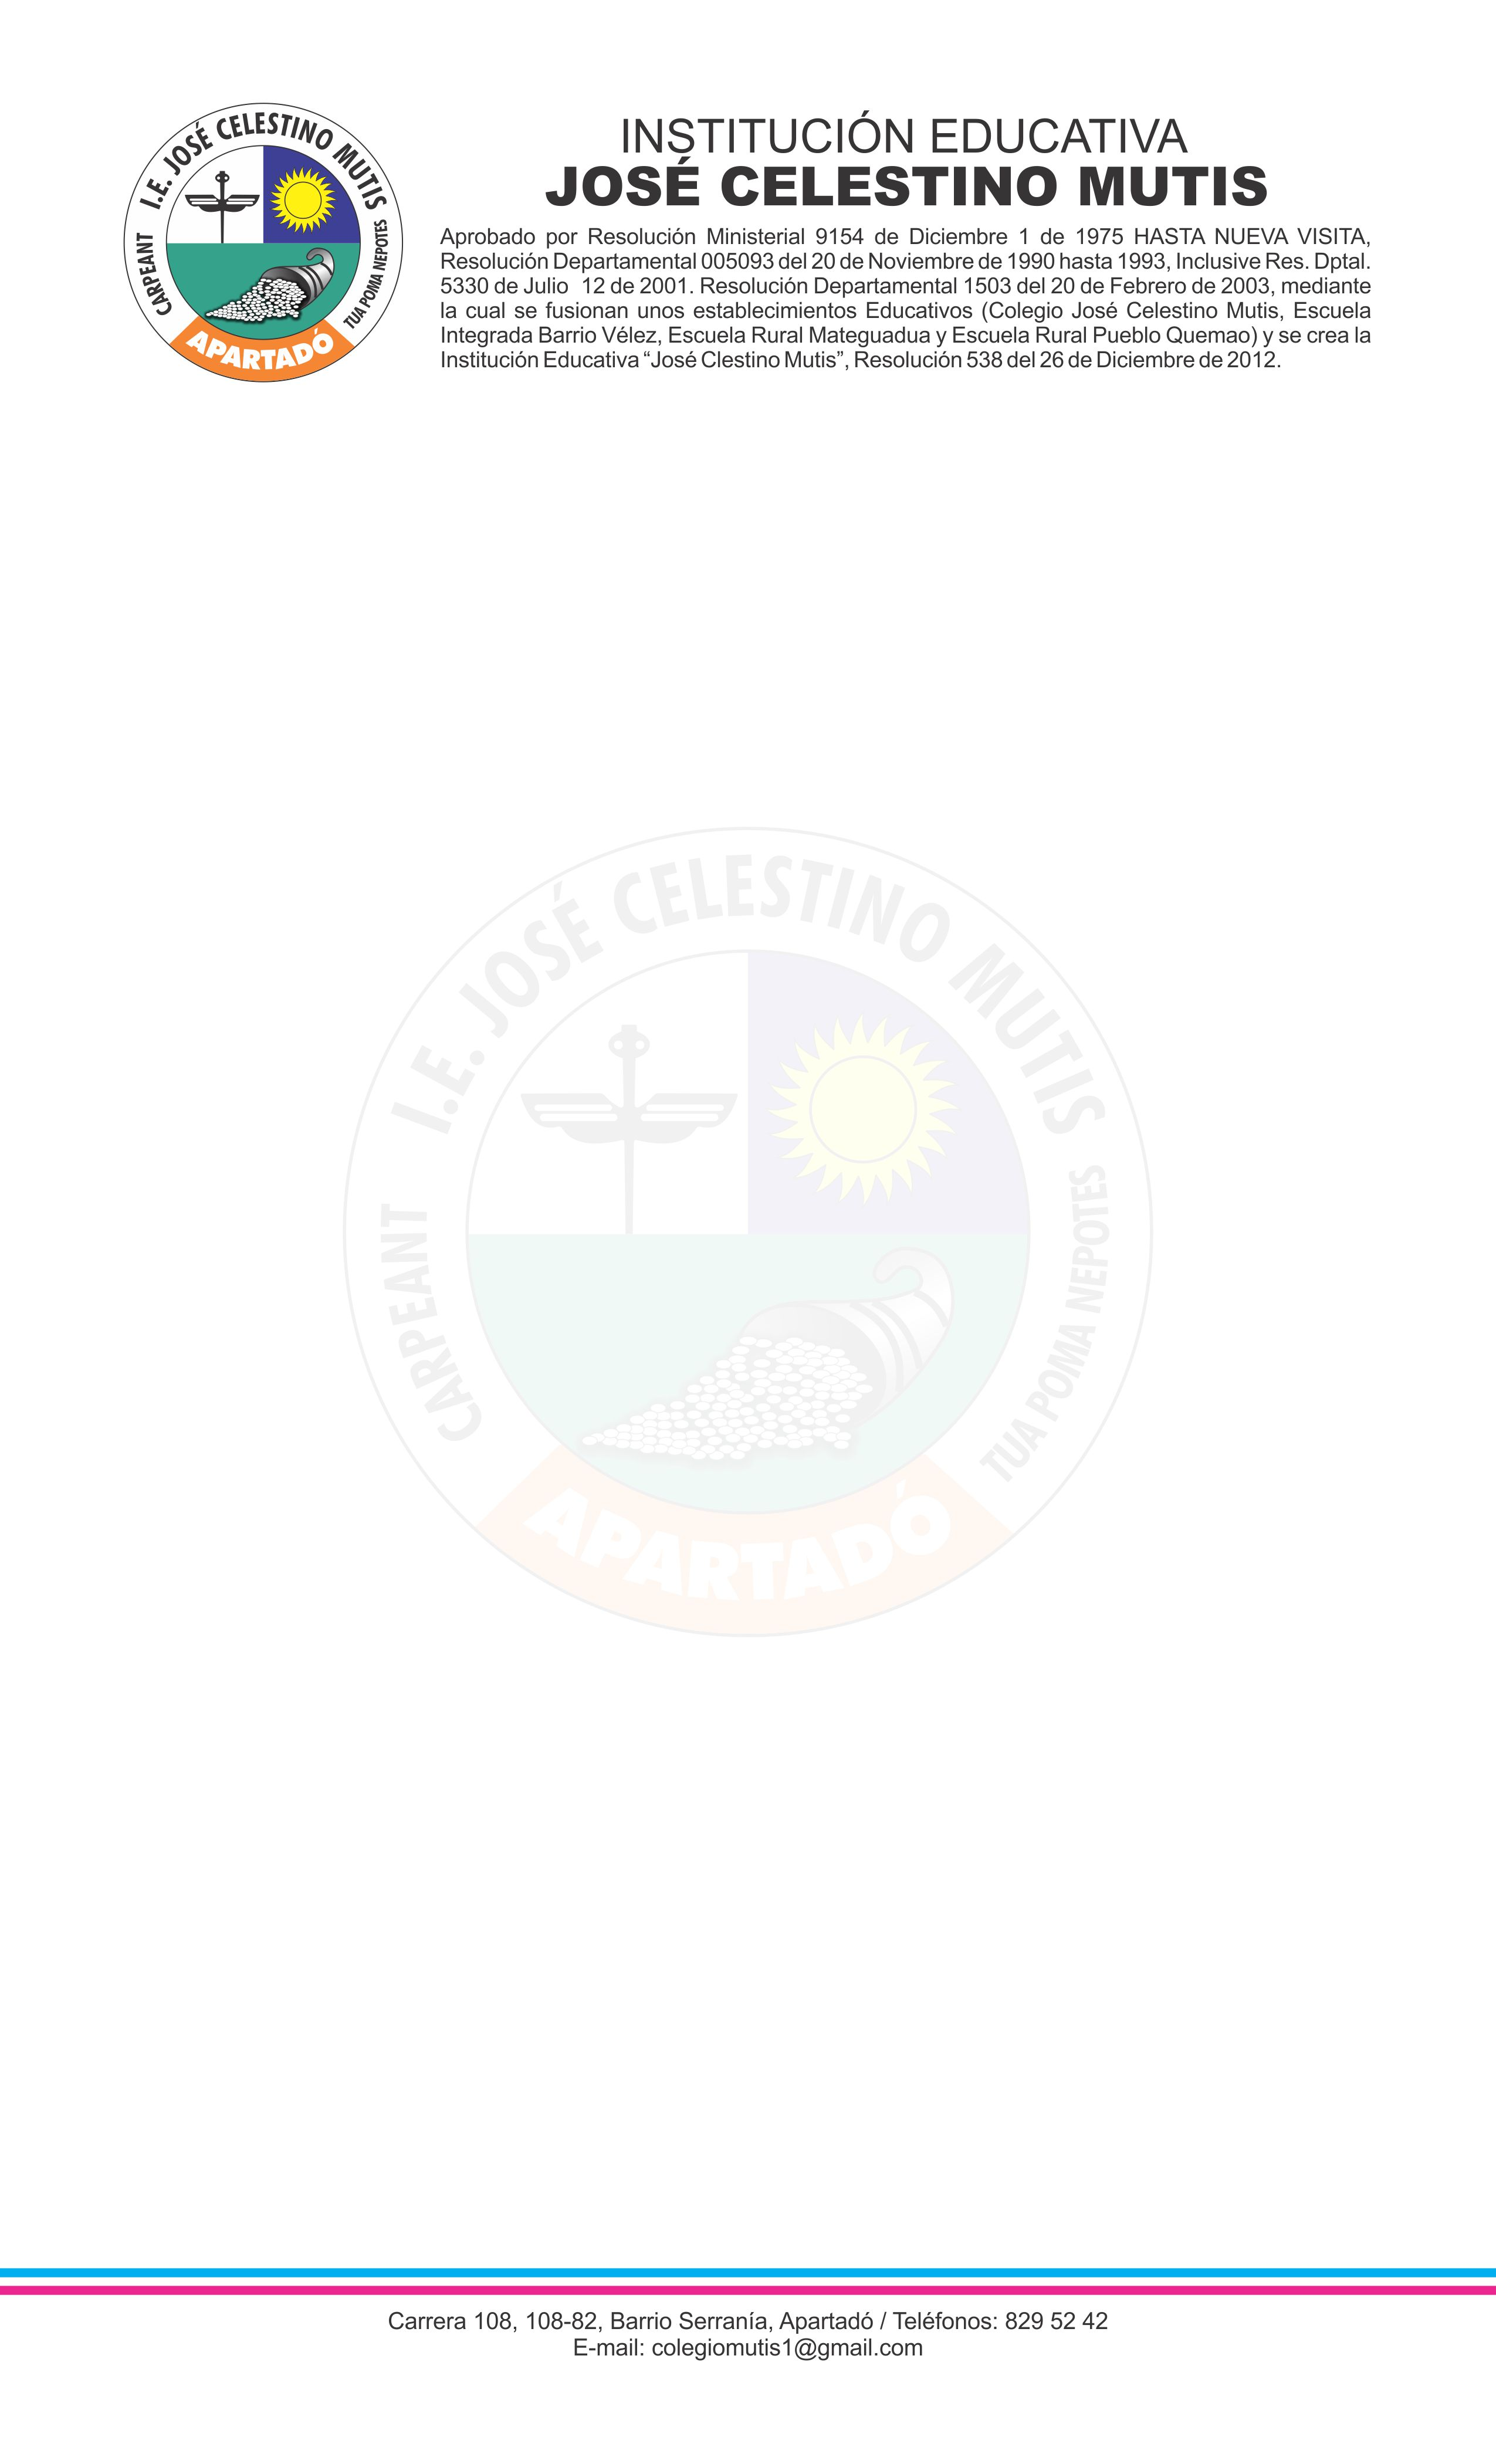 I.E. JOSÉ CELESTINO MUTIS
CARPEANT
TUA POMA NEPOTES
APARTADÓ
INSTITUCIÓN EDUCATIVA
JOSÉ CELESTINO MUTIS
Aprobado por Resolución Ministerial 9154 de Diciembre 1 de 1975 HASTA NUEVA VISITA,
Resolución Departamental 005093 del 20 de Noviembre de 1990 hasta 1993, Inclusive Res. Dptal.
5330 de Julio  12 de 2001. Resolución Departamental 1503 del 20 de Febrero de 2003, mediante
la cual se fusionan unos establecimientos Educativos (Colegio José Celestino Mutis, Escuela
Integrada Barrio Vélez, Escuela Rural Mateguadua y Escuela Rural Pueblo Quemao) y se crea la
Institución Educativa “José Clestino Mutis”, Resolución 538 del 26 de Diciembre de 2012.
I.E. JOSÉ CELESTINO MUTIS
CARPEANT
TUA POMA NEPOTES
APARTADÓ
Carrera 108, 108-82, Barrio Serranía, Apartadó / Teléfonos: 829 52 42
E-mail: colegiomutis1@gmail.com